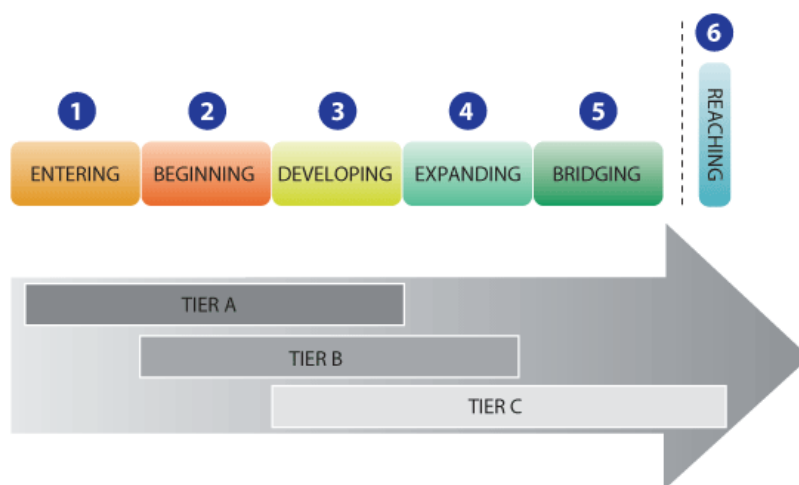 6
1 2 3 4 5
REACHING
ENTERING BEGINNING DEVELOPING EXPANDING BRIDGING
TIER A
TIER B
TIER C